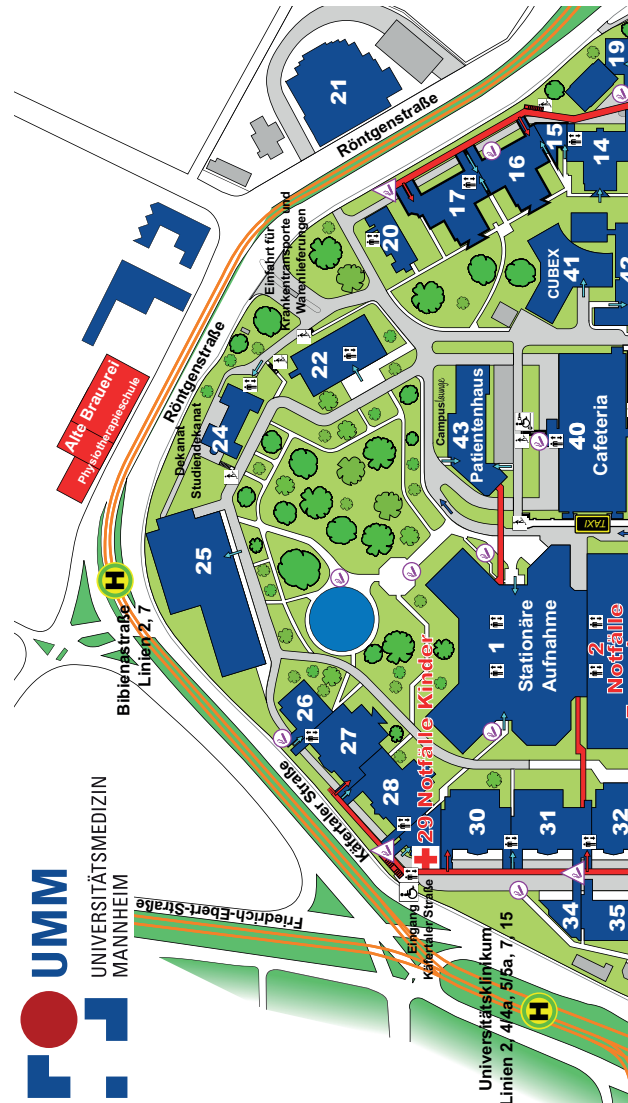 UMM
UNIVERSITÄTSMEDIZIN
MANNHEIM
Alte Brauerei
Physiotherapieschule
H
Bibienastraße
Linien 2, 7
Röntgenstraße
Dekanat
Studiendekanat
Einfahrt für
Krankentransporte und
Warenlieferungen
Röntgenstraße
21
Friedrich-Ebert-Straße
Käfertaler Straße
25
24
22
20
26
27
28
17
16
15
14
19
Eingang
Käfertaler Straße
29 Notfälle Kinder
Campus lounge
43
Patientenhaus
CUBEX
41
42
30
31
32
34
35
1
Stationäre
Aufnahme
2
Notfälle
TAXI
40
Cafeteria
Universitätsklinikum
Linien 2, 4/4a, 5/5a, 7, 15
H